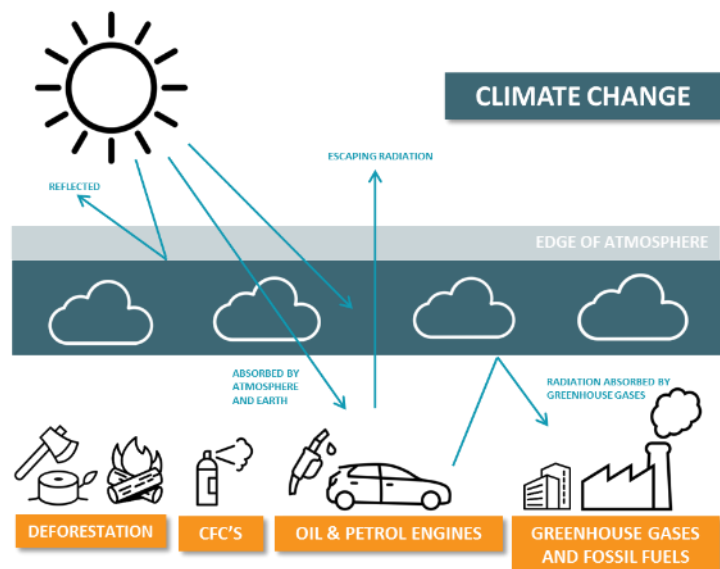 CLIMATE CHANGE
ESCAPING RADIATION
REFLECTED
EDGE OF ATMOSPHERE
ABSORBED BY
ATMOSPHERE
AND EARTH
RADIATION ABSORBED BY
GREENHOUSE GASES
DEFORESTATION
CFC'S
OIL & PETROL ENGINES
GREENHOUSE GASES
AND FOSSIL FUELS